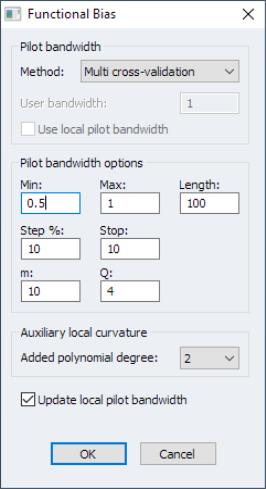 Functional Bias
Pilot bandwidth
Method: Multi cross-validation
User bandwidth: 1
Use local pilot bandwidth
Pilot bandwidth options
Min: Max: Length:
0.5 1 100
Step %: Stop:
10 10
m: Q:
10 4
Auxiliary local curvature
Added polynomial degree: 2
Update local pilot bandwidth
OK Cancel